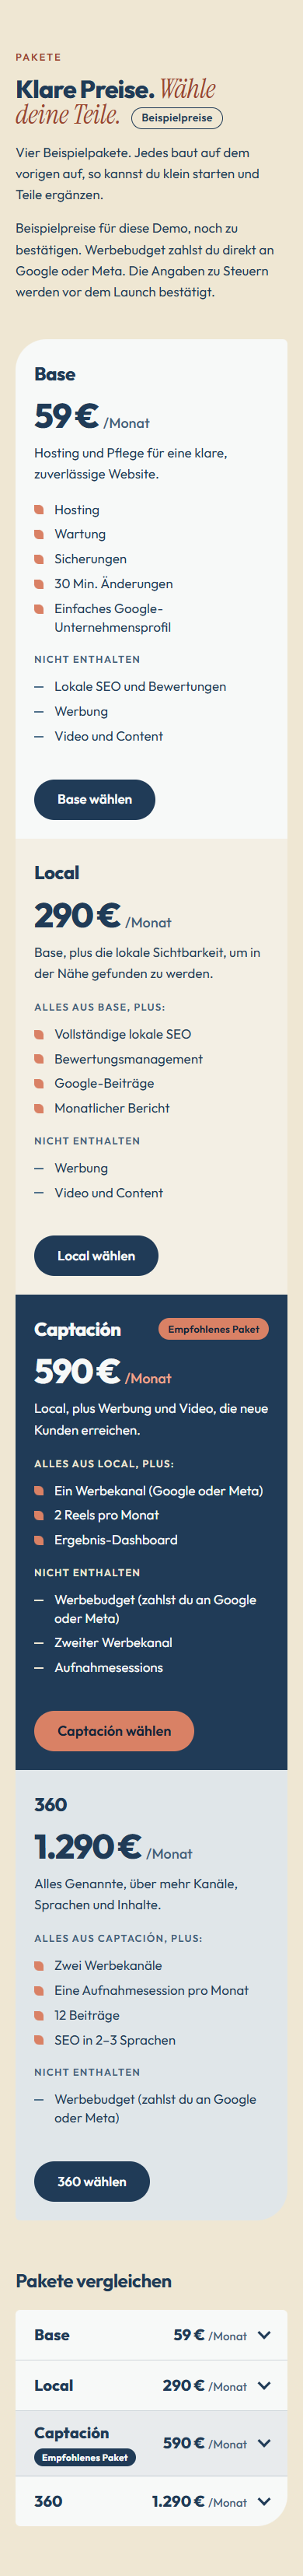 PAKETE
Klare Preise. Wähle
deine Teile. Beispielpreise
Vier Beispielpakete. Jedes baut auf dem
vorigen auf, so kannst du klein starten und
Teile ergänzen.
Beispielpreise für diese Demo, noch zu
bestätigen. Werbebudget zahlst du direkt an
Google oder Meta. Die Angaben zu Steuern
werden vor dem Launch bestätigt.
Base
59 € /Monat
Hosting und Pflege für eine klare,
zuverlässige Website.
Hosting
Wartung
Sicherungen
30 Min. Änderungen
Einfaches Google-
Unternehmensprofil
NICHT ENTHALTEN
— Lokale SEO und Bewertungen
— Werbung
— Video und Content
Base wählen
Local
290 € /Monat
Base, plus die lokale Sichtbarkeit, um in
der Nähe gefunden zu werden.
ALLES AUS BASE, PLUS:
Vollständige lokale SEO
Bewertungsmanagement
Google-Beiträge
Monatlicher Bericht
NICHT ENTHALTEN
— Werbung
— Video und Content
Local wählen
Captación Empfohlenes Paket
590 € /Monat
Local, plus Werbung und Video, die neue
Kunden erreichen.
ALLES AUS LOCAL, PLUS:
Ein Werbekanal (Google oder Meta)
2 Reels pro Monat
Ergebnis-Dashboard
NICHT ENTHALTEN
— Werbebudget (zahlst du an Google
oder Meta)
— Zweiter Werbekanal
— Aufnahmesessions
Captación wählen
360
1.290 € /Monat
Alles Genannte, über mehr Kanäle,
Sprachen und Inhalte.
ALLES AUS CAPTACIÓN, PLUS:
Zwei Werbekanäle
Eine Aufnahmesession pro Monat
12 Beiträge
SEO in 2–3 Sprachen
NICHT ENTHALTEN
— Werbebudget (zahlst du an Google
oder Meta)
360 wählen
Pakete vergleichen
Base 59 € /Monat
Local 290 € /Monat
Captación 590 € /Monat
Empfohlenes Paket
360 1.290 € /Monat